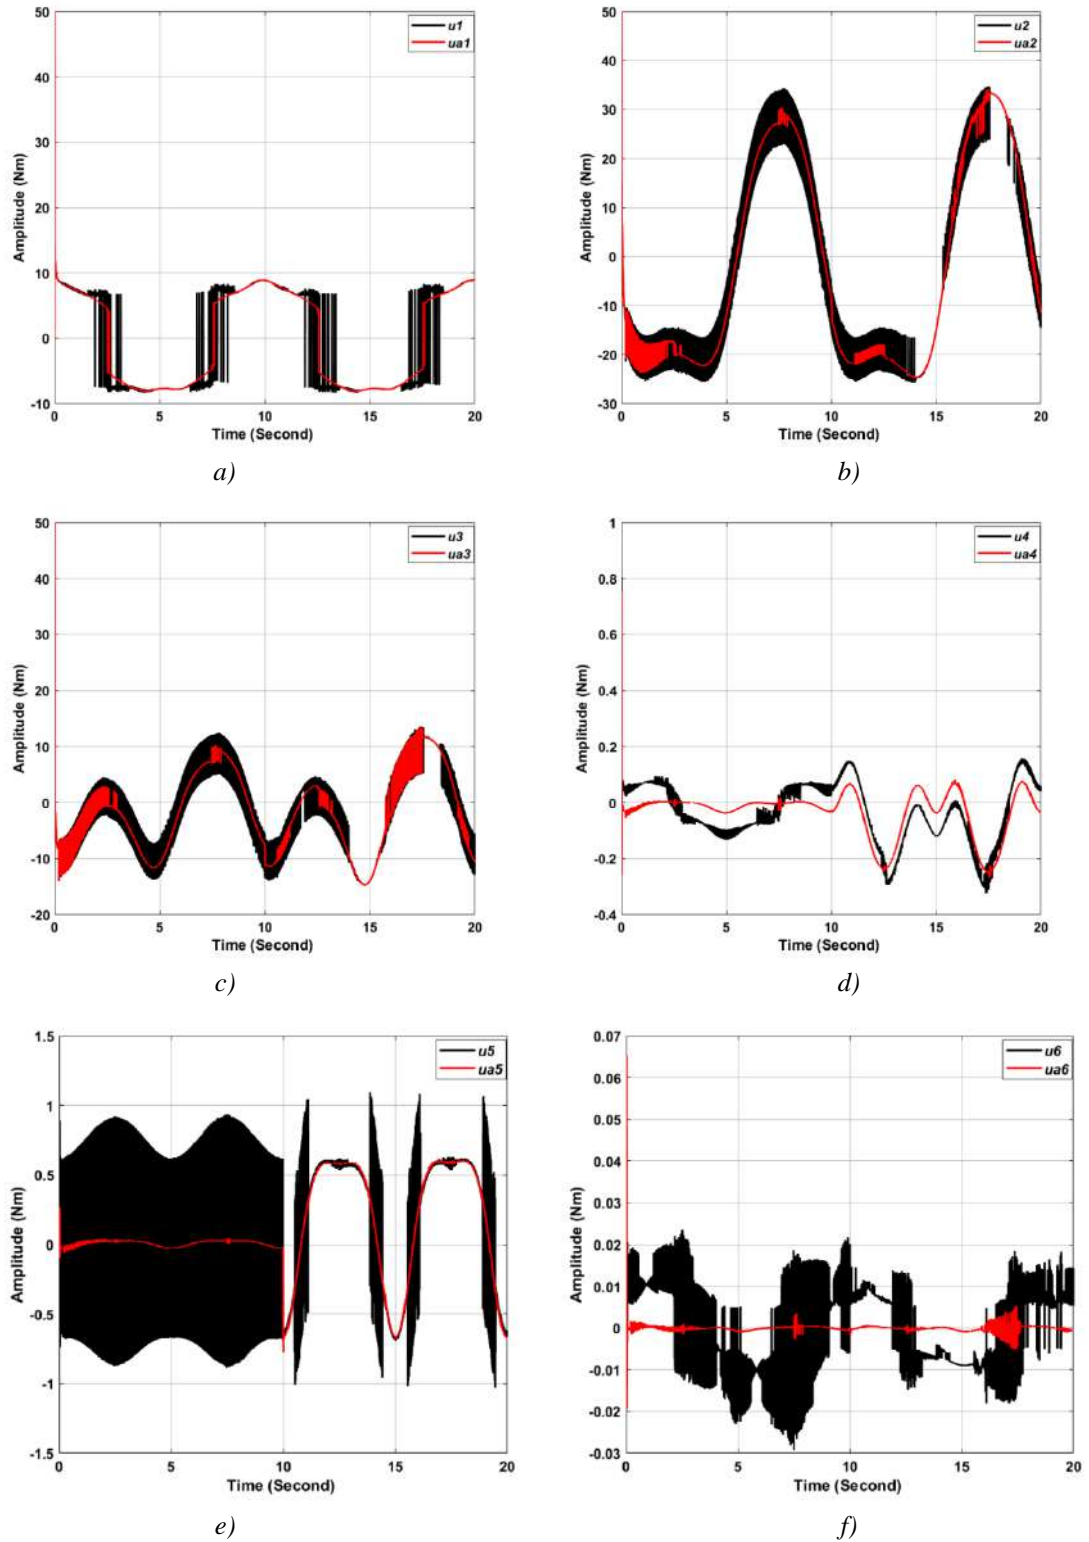 50
40
30
20
10
0
-10
Amplitude (Nm)
0 5 10 15 20
Time (Second)
u1
ua1
a)
50
40
30
20
10
0
-10
-20
-30
Amplitude (Nm)
0 5 10 15 20
Time (Second)
u2
ua2
b)
50
40
30
20
10
0
-10
-20
Amplitude (Nm)
0 5 10 15 20
Time (Second)
u3
ua3
c)
1
0.8
0.6
0.4
0.2
0
-0.2
-0.4
Amplitude (Nm)
0 5 10 15 20
Time (Second)
u4
ua4
d)
1.5
1
0.5
0
-0.5
-1
-1.5
Amplitude (Nm)
0 5 10 15 20
Time (Second)
u5
ua5
e)
0.07
0.06
0.05
0.04
0.03
0.02
0.01
0
-0.01
-0.02
-0.03
Amplitude (Nm)
0 5 10 15 20
Time (Second)
u6
ua6
f)